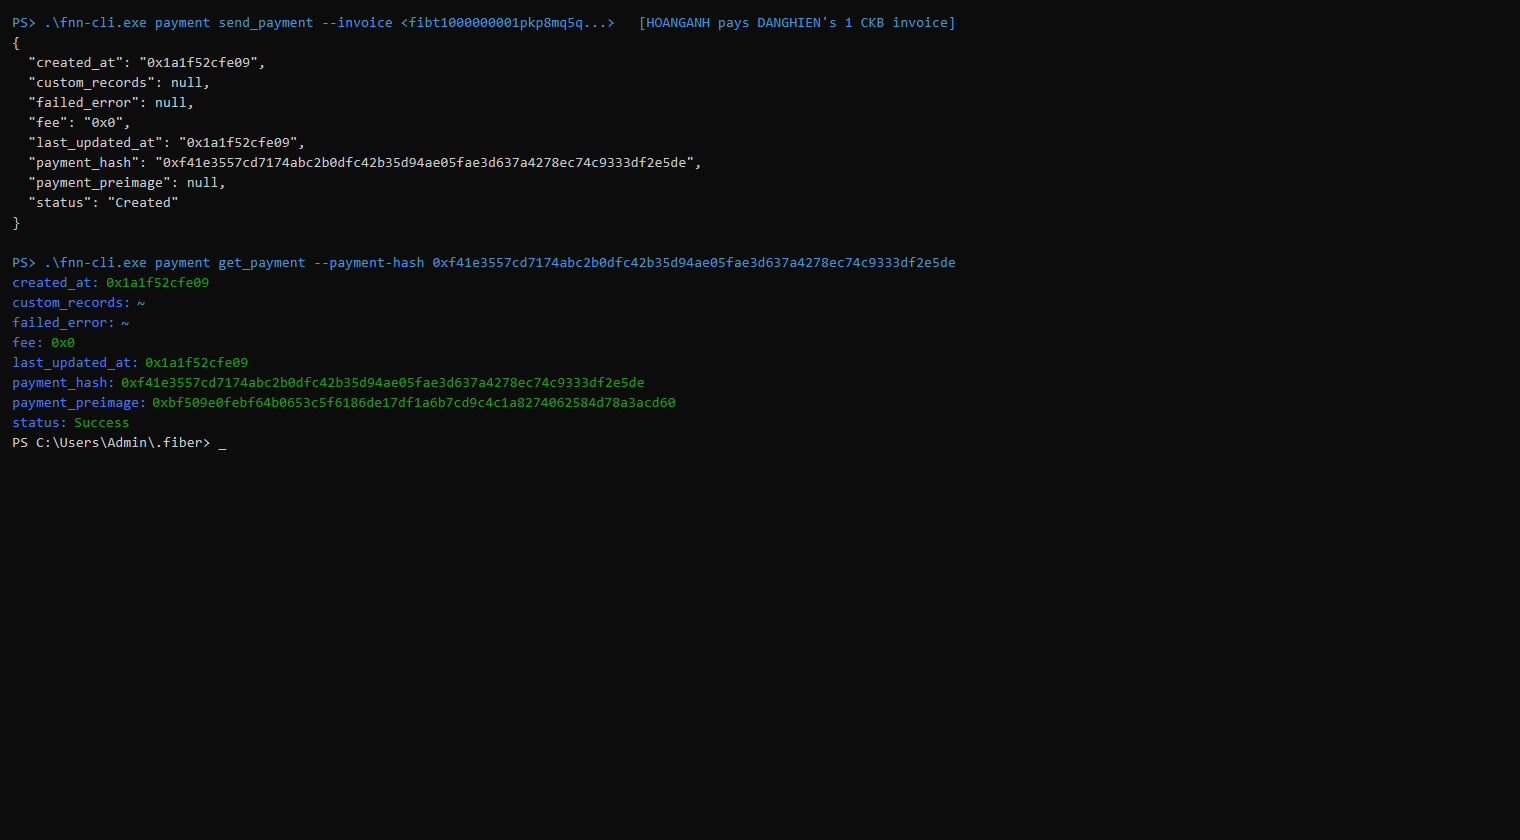 PS> .\fnn-cli.exe payment send_payment --invoice <fibt1000000001pkp8mq5q...>   [HOANGANH pays DANGHIEN's 1 CKB invoice]
{
  "created_at": "0x1a1f52cfe09",
  "custom_records": null,
  "failed_error": null,
  "fee": "0x0",
  "last_updated_at": "0x1a1f52cfe09",
  "payment_hash": "0xf41e3557cd7174abc2b0dfc42b35d94ae05fae3d637a4278ec74c9333df2e5de",
  "payment_preimage": null,
  "status": "Created"
}
PS> .\fnn-cli.exe payment get_payment --payment-hash 0xf41e3557cd7174abc2b0dfc42b35d94ae05fae3d637a4278ec74c9333df2e5de
created_at: 0x1a1f52cfe09
custom_records: ~
failed_error: ~
fee: 0x0
last_updated_at: 0x1a1f52cfe09
payment_hash: 0xf41e3557cd7174abc2b0dfc42b35d94ae05fae3d637a4278ec74c9333df2e5de
payment_preimage: 0xbf509e0febf64b0653c5f6186de17df1a6b7cd9c4c1a8274062584d78a3acd60
status: Success
PS C:\Users\Admin\.fiber> _